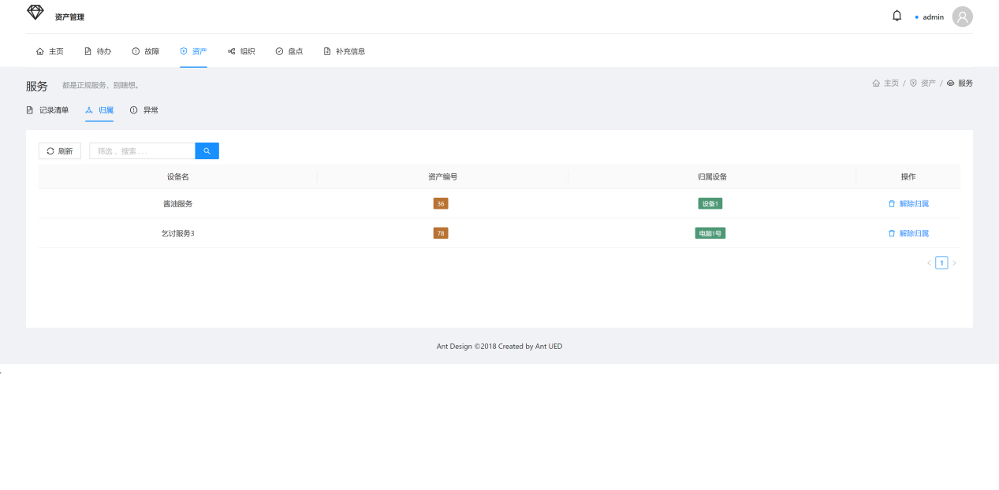 资产管理
admin
主页 待办 故障 资产 组织 盘点 补充信息
服务 都是正规服务，别瞎想。
主页 / 资产 / 服务
记录清单 归属 异常
刷新 筛选 、搜索 . . .
设备名 资产编号 归属设备 操作
酱油服务 36 设备1 解除归属
乞讨服务3 78 电脑1号 解除归属
1
Ant Design ©2018 Created by Ant UED